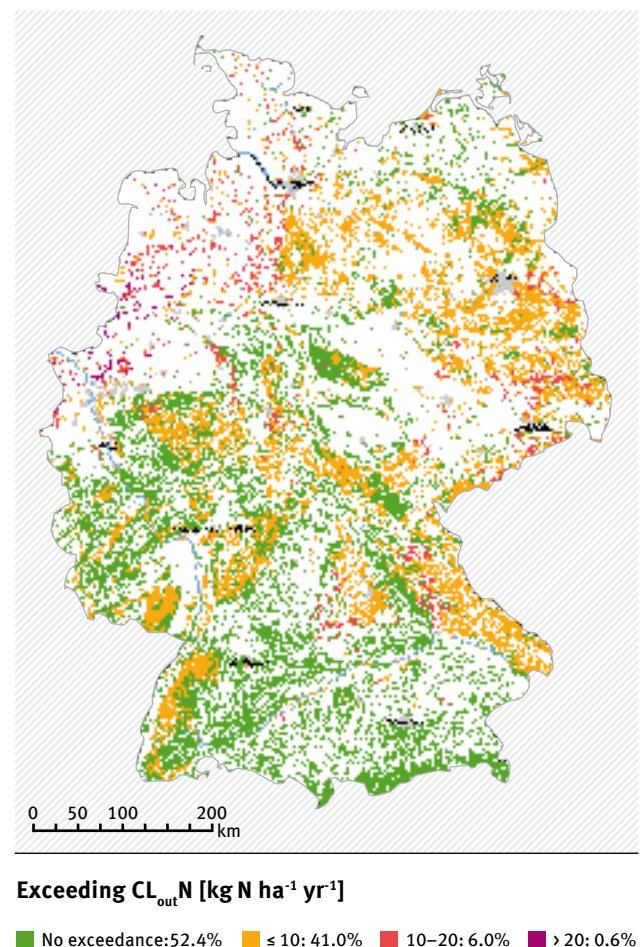 0 50 100 200
km
Exceeding CLoutN [kg N ha-1 yr-1]
No exceedance:52.4% ≤ 10: 41.0% 10–20: 6.0% > 20: 0.6%